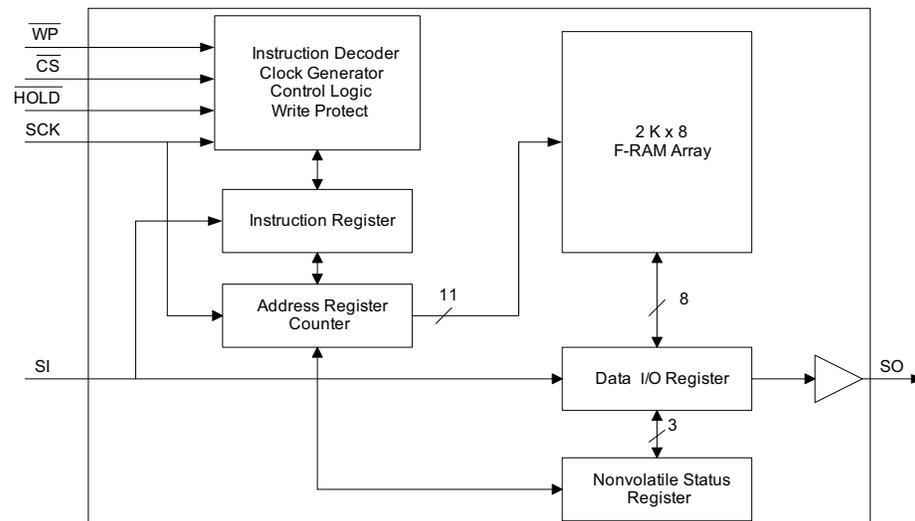 WP
CS
HOLD
SCK
Instruction Decoder
Clock Generator
Control Logic
Write Protect
2 K x 8
F-RAM Array
Instruction Register
Address Register
Counter
11
8
SI
Data I/O Register
SO
3
Nonvolatile Status
Register